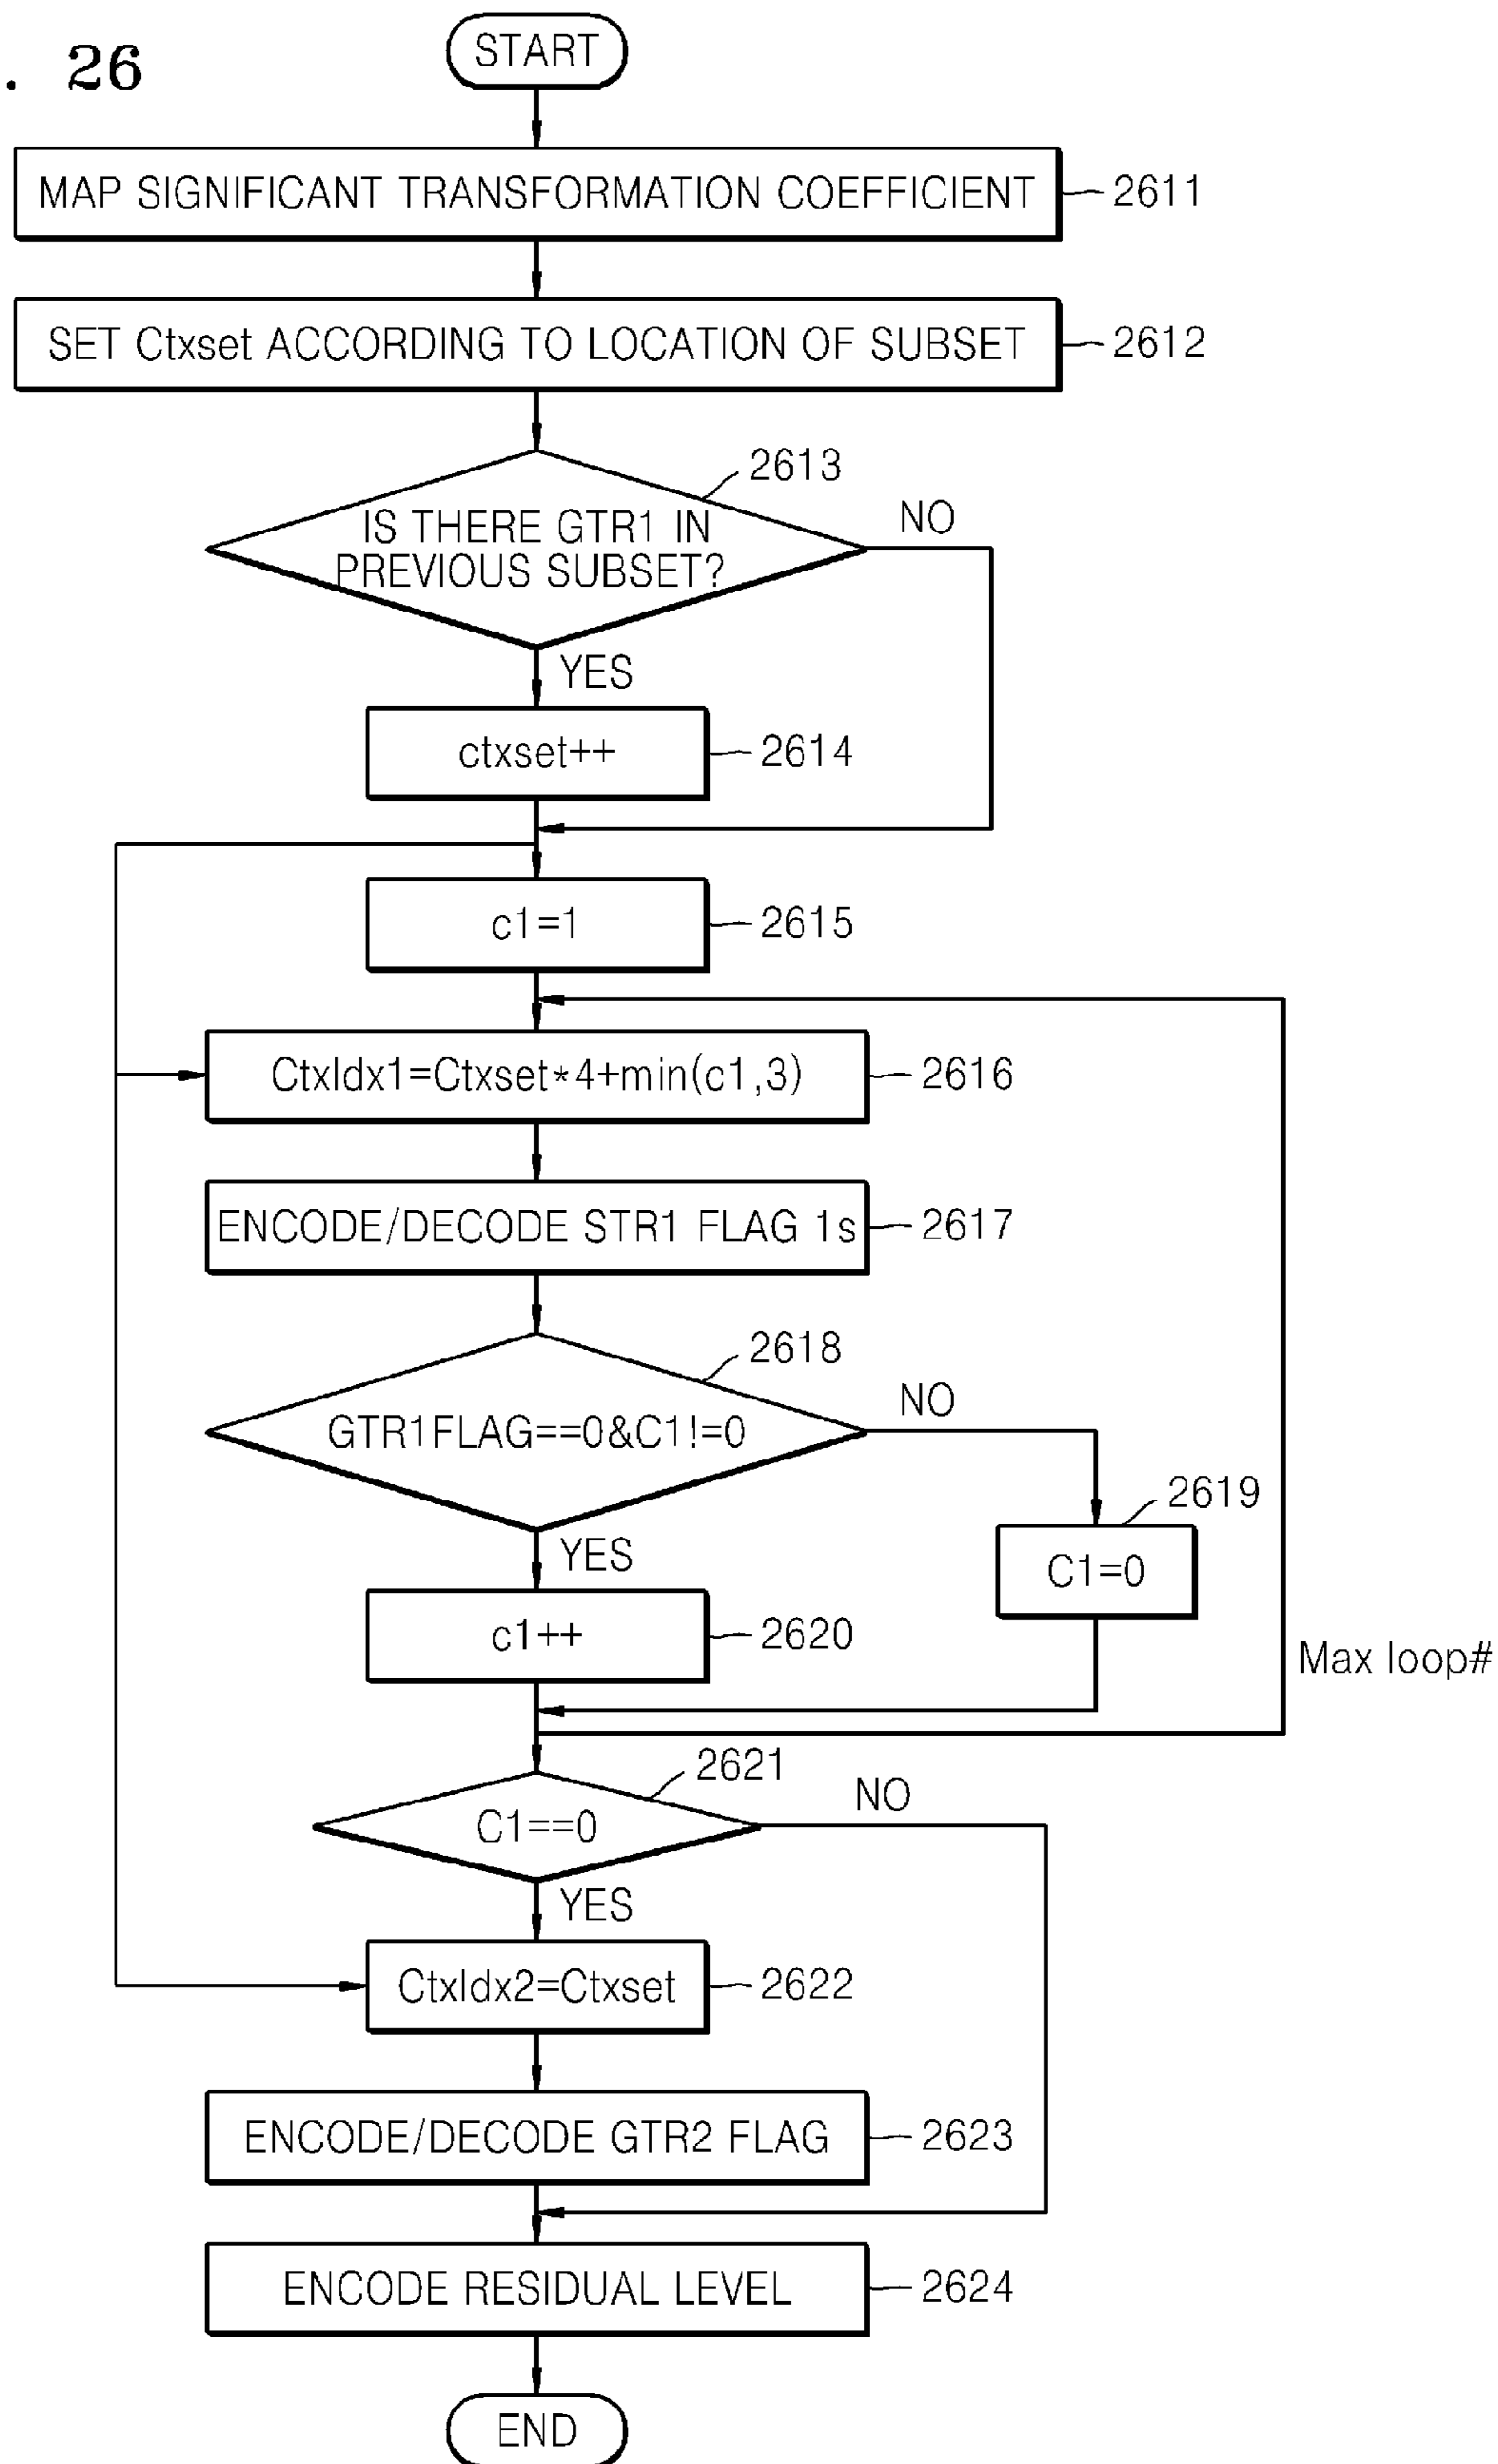 . 26
START
MAP SIGNIFICANT TRANSFORMATION COEFFICIENT
2611
SET Ctxset ACCORDING TO LOCATION OF SUBSET
2612
2613
IS THERE GTR1 IN
PREVIOUS SUBSET?
NO
YES
ctxset++
2614
c1=1
2615
CtxIdx1=Ctxset*4+min(c1,3)
2616
ENCODE/DECODE STR1 FLAG 1s
2617
2618
GTR1FLAG==0&C1!=0
NO
2619
C1=0
YES
c1++
2620
Max loop#
2621
C1==0
NO
YES
CtxIdx2=Ctxset
2622
ENCODE/DECODE GTR2 FLAG
2623
ENCODE RESIDUAL LEVEL
2624
END